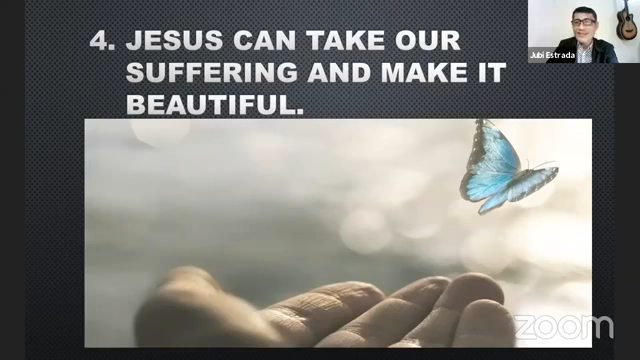 4. JESUS CAN TAKE OUR
SUFFERING AND MAKE IT
BEAUTIFUL.
Jubi Estrada
zoom